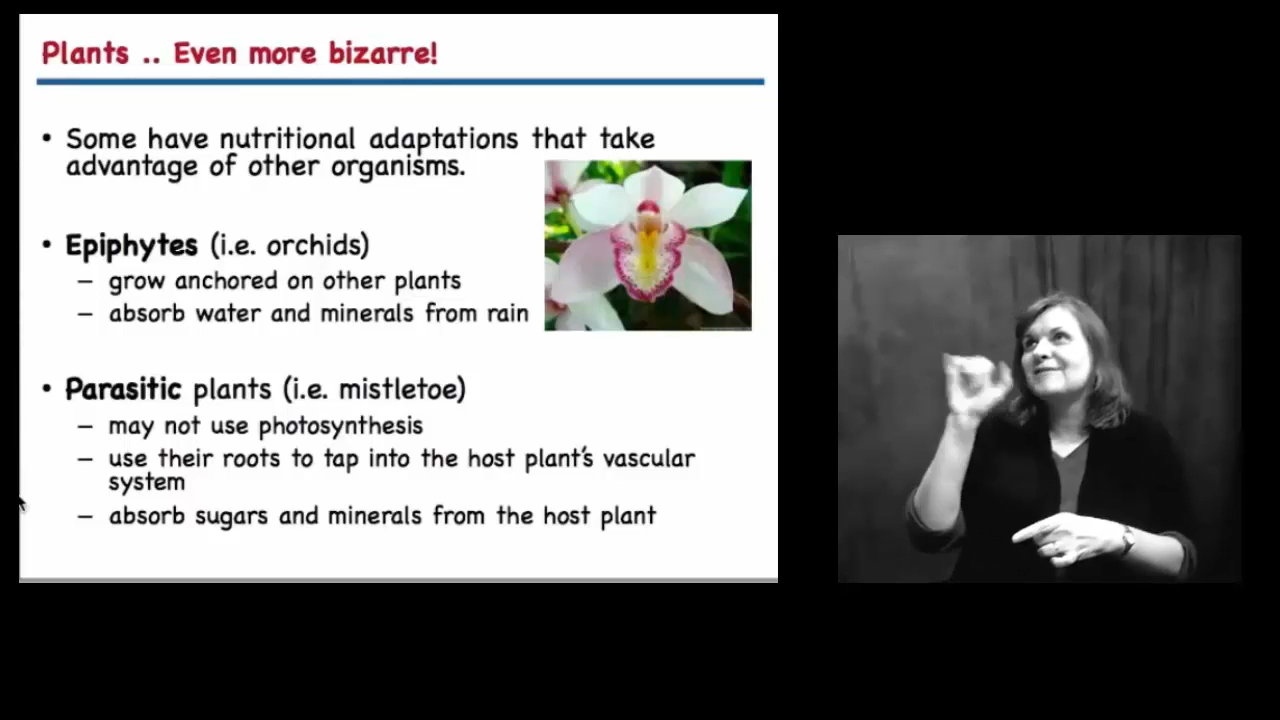 Plants .. Even more bizarre!
• Some have nutritional adaptations that take
advantage of other organisms.
• Epiphytes (i.e. orchids)
– grow anchored on other plants
– absorb water and minerals from rain
• Parasitic plants (i.e. mistletoe)
– may not use photosynthesis
– use their roots to tap into the host plant's vascular
system
– absorb sugars and minerals from the host plant